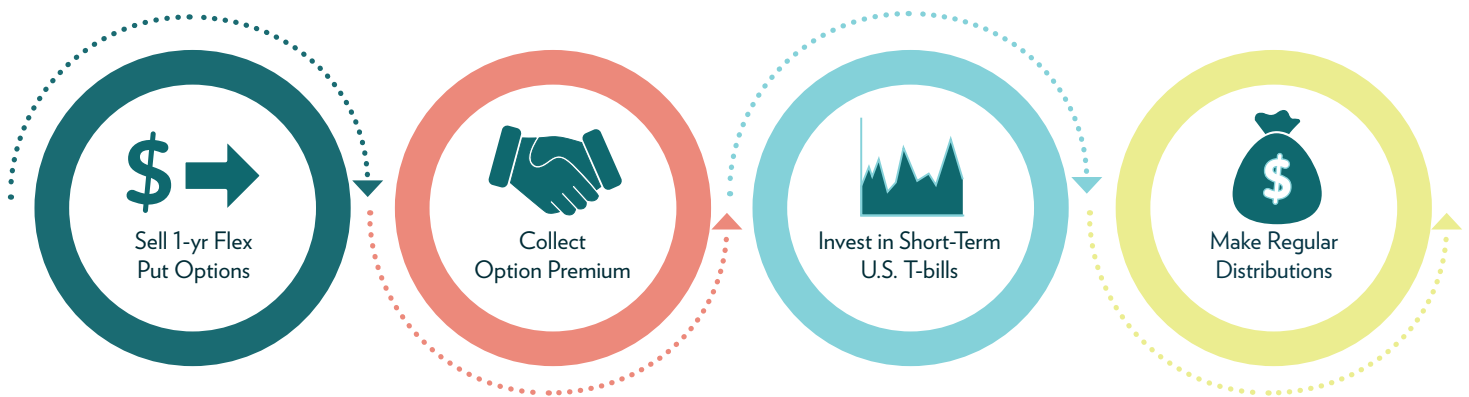 Sell 1-yr Flex
Put Options
Collect
Option Premium
Invest in Short-Term
U.S. T-bills
Make Regular
Distributions